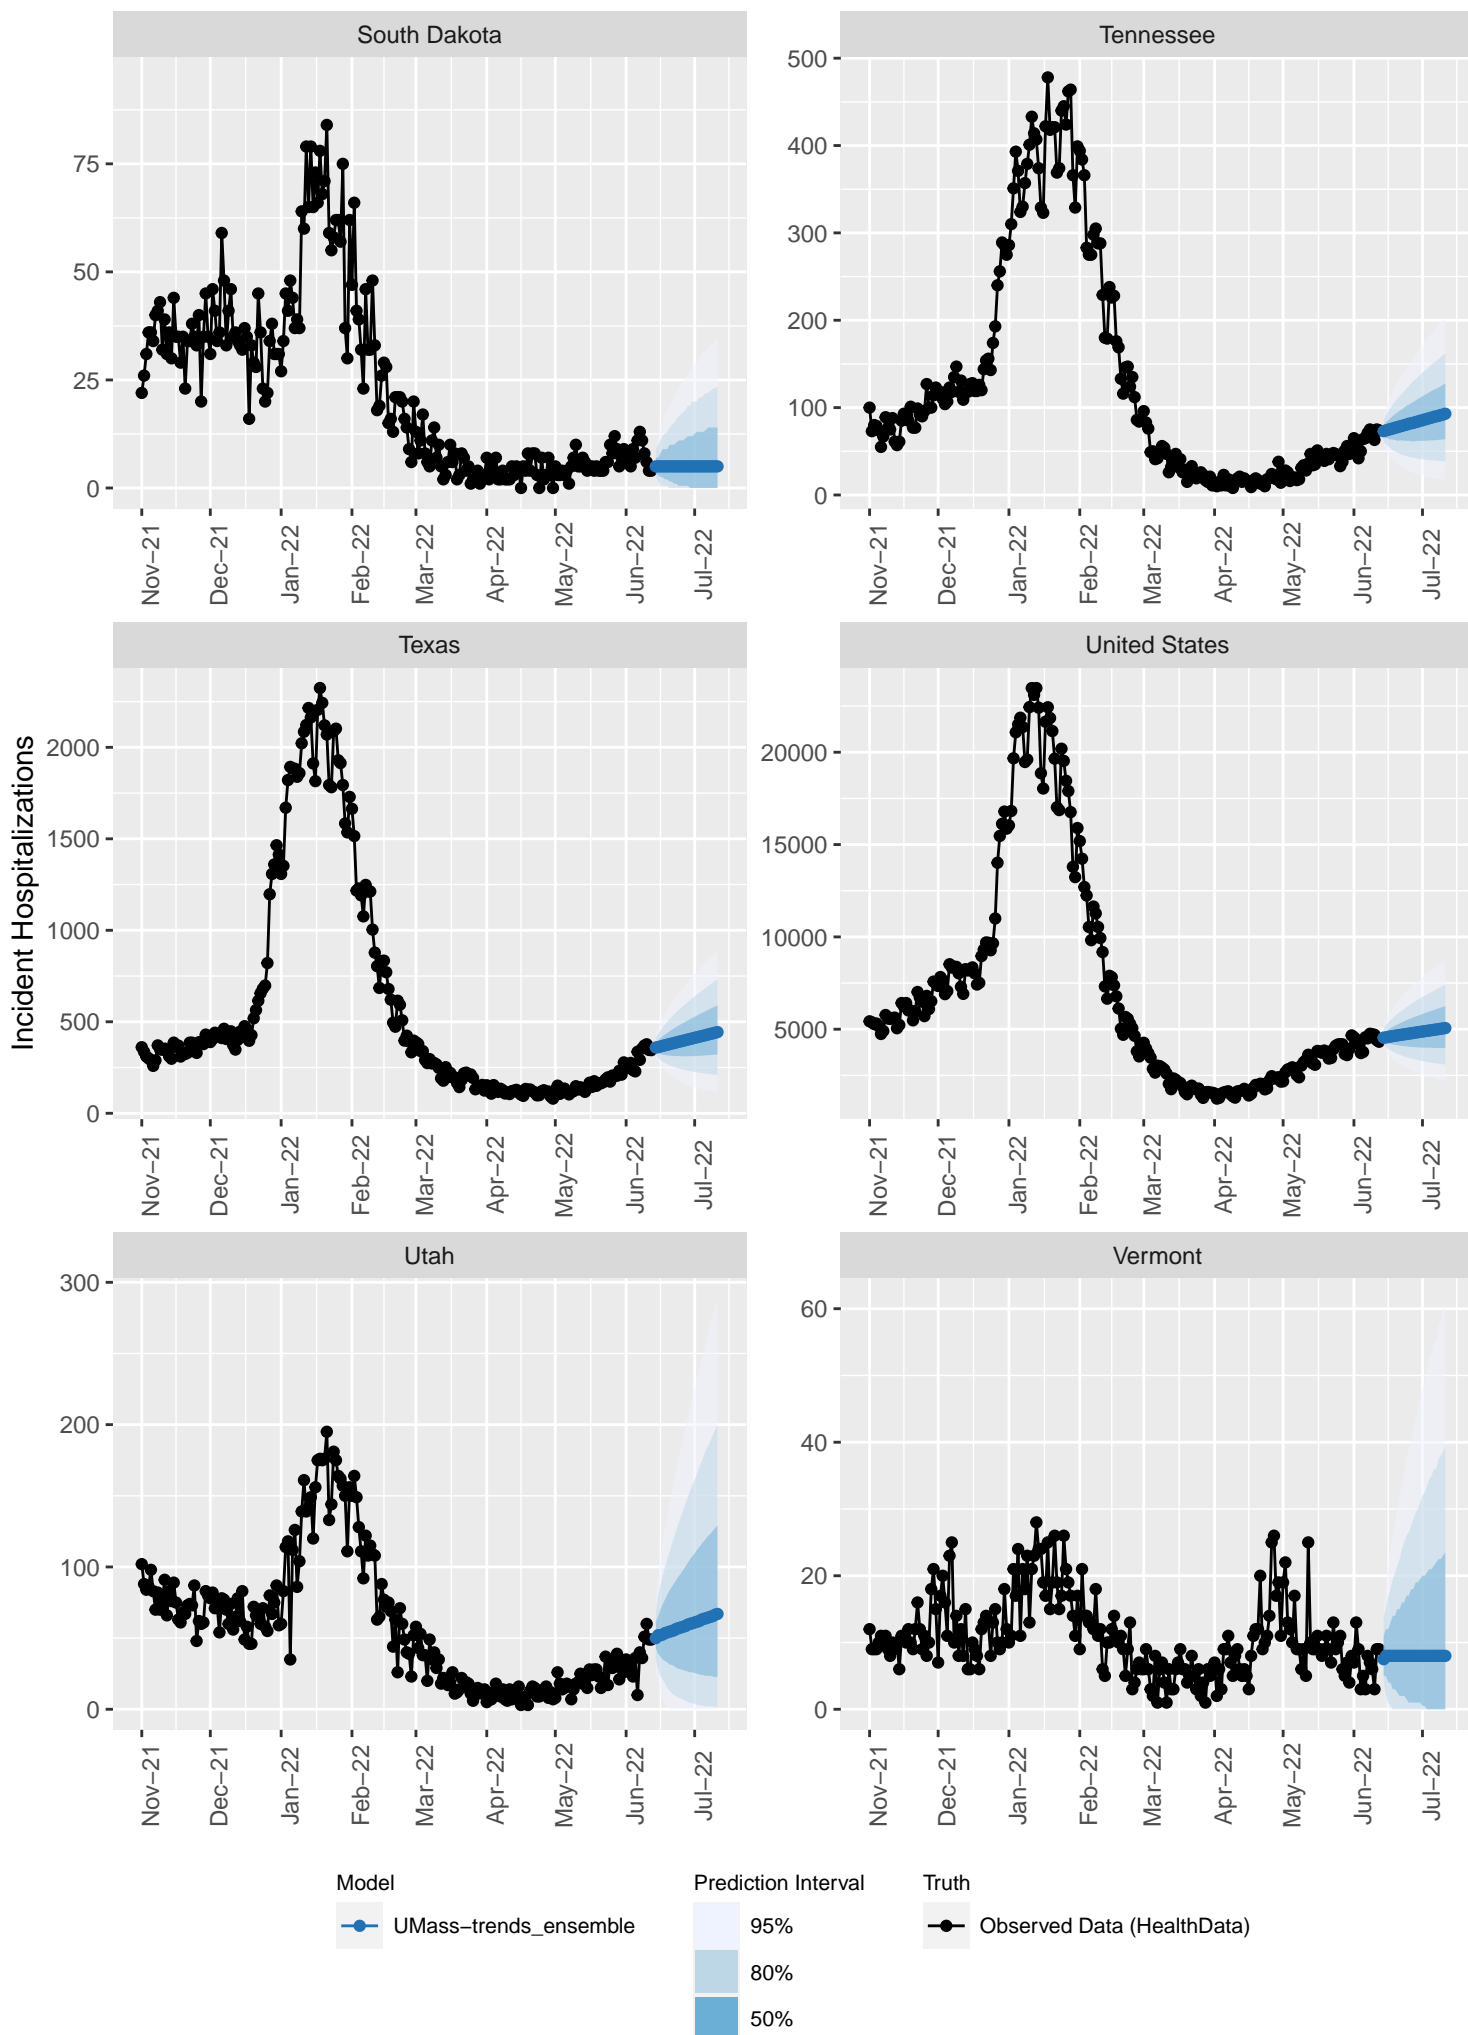 South Dakota
Tennessee
75
50
25
0
500
400
300
200
100
0
Nov−21
Dec−21
Jan−22
Feb−22
Mar−22
Apr−22
May−22
Jun−22
Jul−22
Nov−21
Dec−21
Jan−22
Feb−22
Mar−22
Apr−22
May−22
Jun−22
Jul−22
Incident Hospitalizations
Texas
United States
2000
1500
1000
500
0
20000
15000
10000
5000
Nov−21
Dec−21
Jan−22
Feb−22
Mar−22
Apr−22
May−22
Jun−22
Jul−22
Nov−21
Dec−21
Jan−22
Feb−22
Mar−22
Apr−22
May−22
Jun−22
Jul−22
Utah
Vermont
300
200
100
0
60
40
20
0
Nov−21
Dec−21
Jan−22
Feb−22
Mar−22
Apr−22
May−22
Jun−22
Jul−22
Nov−21
Dec−21
Jan−22
Feb−22
Mar−22
Apr−22
May−22
Jun−22
Jul−22
Model
UMass−trends_ensemble
Prediction Interval
95%
80%
50%
Truth
Observed Data (HealthData)